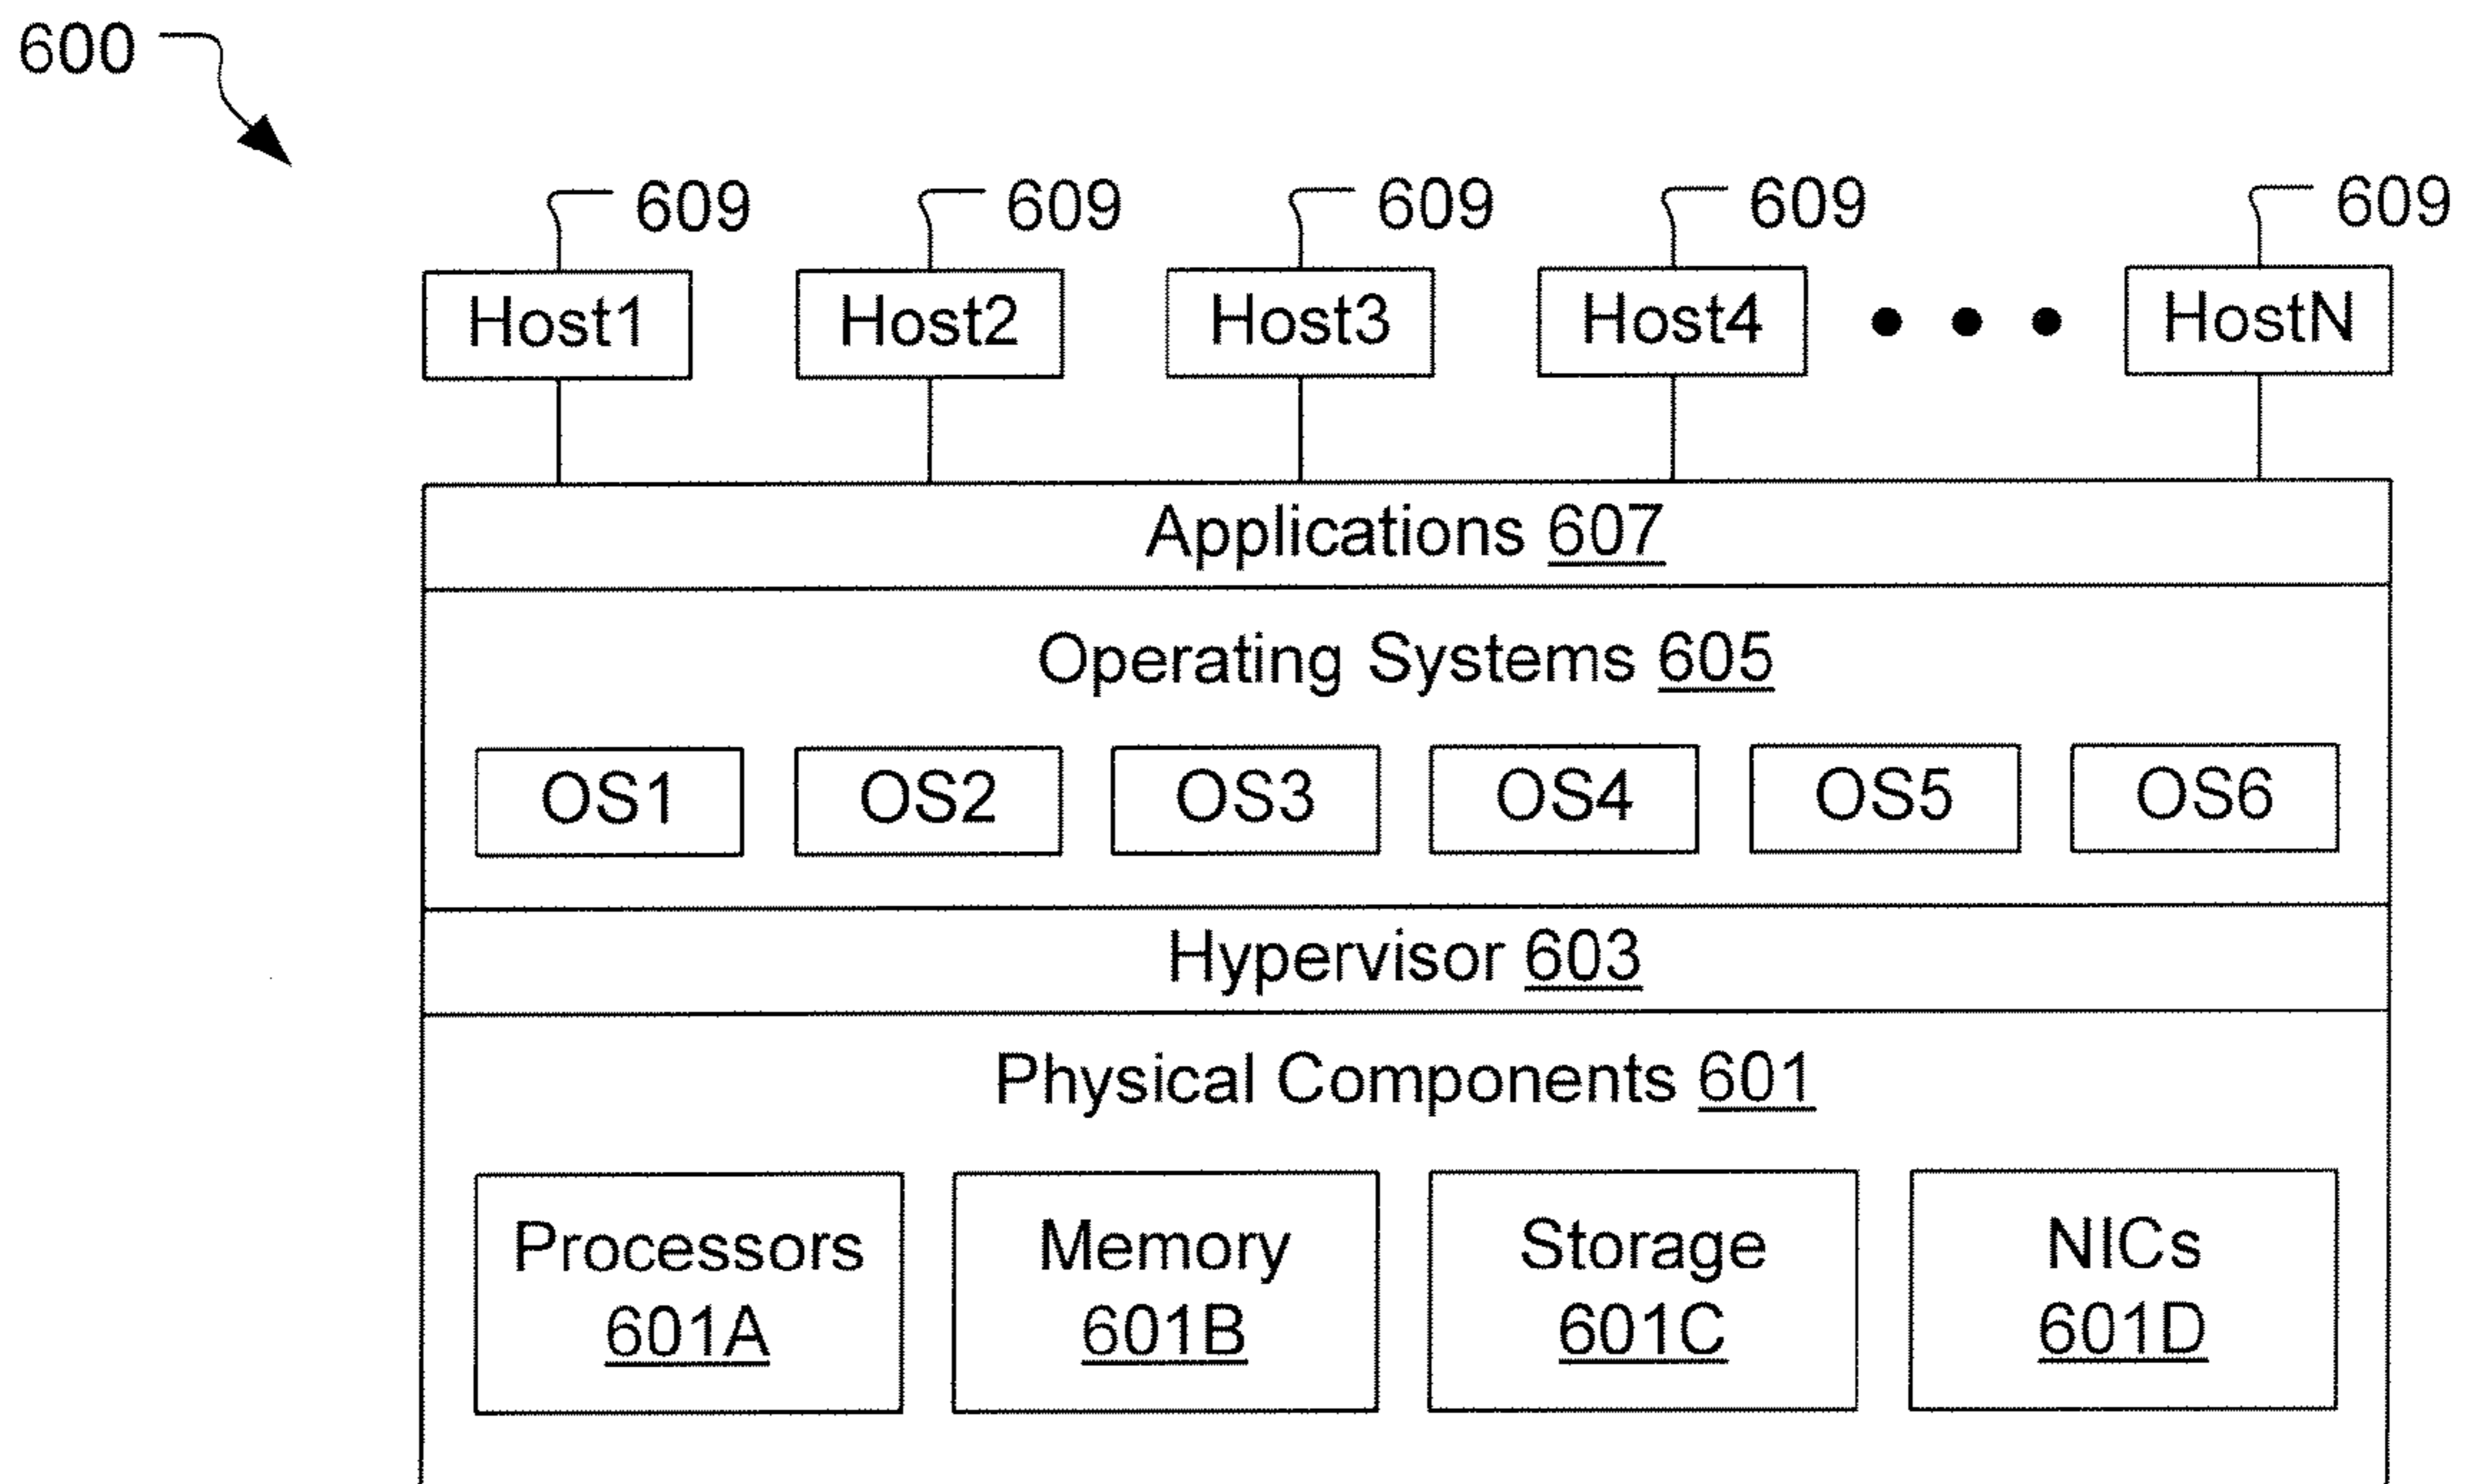 600
609 609 609 609 609
Host1 Host2 Host3 Host4 HostN
Applications 607
Operating Systems 605
OS1 OS2 OS3 OS4 OS5 OS6
Hypervisor 603
Physical Components 601
Processors Memory Storage NICs
601A 601B 601C 601D